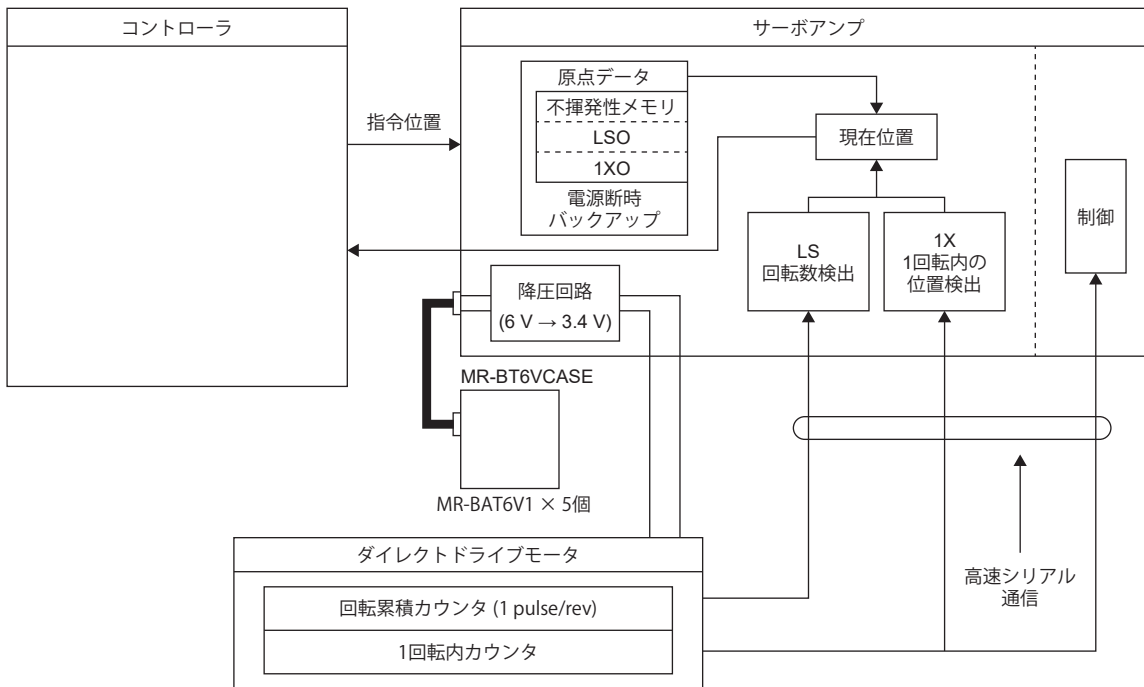 コントローラ
サーボアンプ
原点データ
不揮発性メモリ
LSO
1XO
電源断時
バックアップ
指令位置
現在位置
制御
LS
回転数検出
1X
1回転内の
位置検出
降圧回路
(6 V → 3.4 V)
MR-BT6VCASE
MR-BAT6V1 × 5個
ダイレクトドライブモータ
回転累積カウンタ (1 pulse/rev)
1回転内カウンタ
高速シリアル
通信